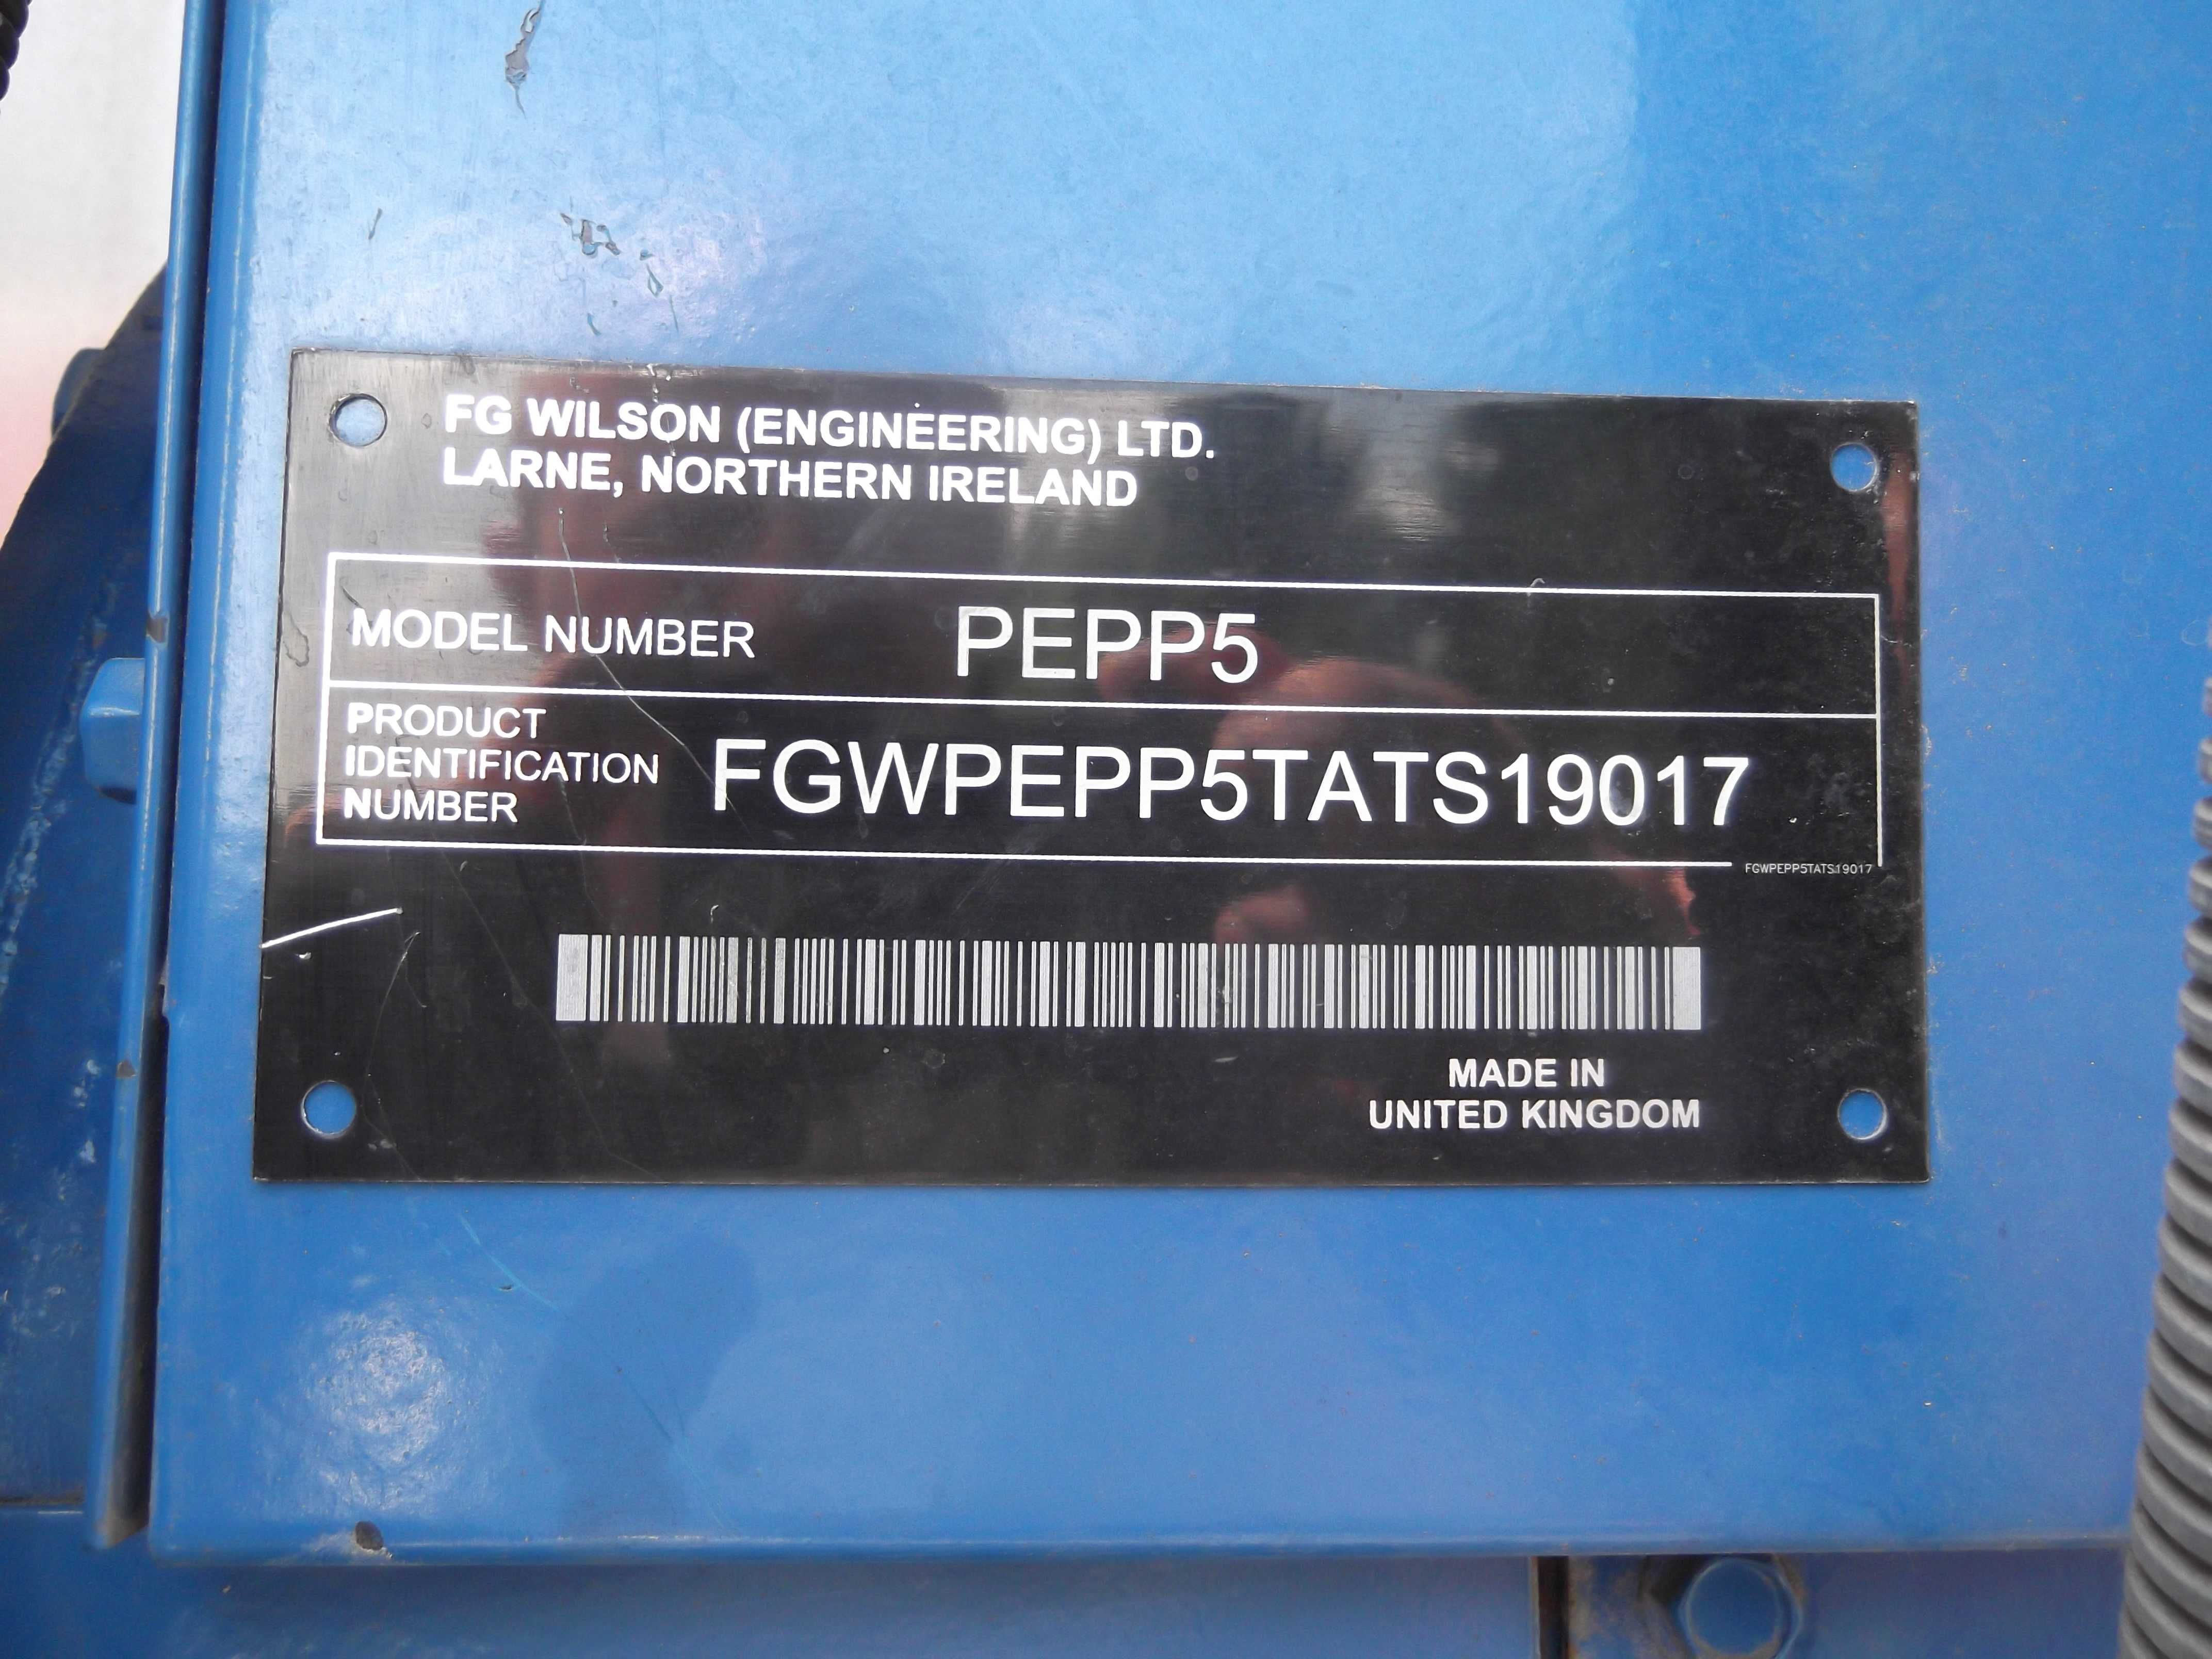 FG WILSON (ENGINEERING) LTD.
LARNE, NORTHERN IRELAND
MODEL NUMBER PEPP5
PRODUCT
IDENTIFICATION
NUMBER
FGWPEPP5TATS19017
FGWPEPP5TATS19017
MADE IN
UNITED KINGDOM